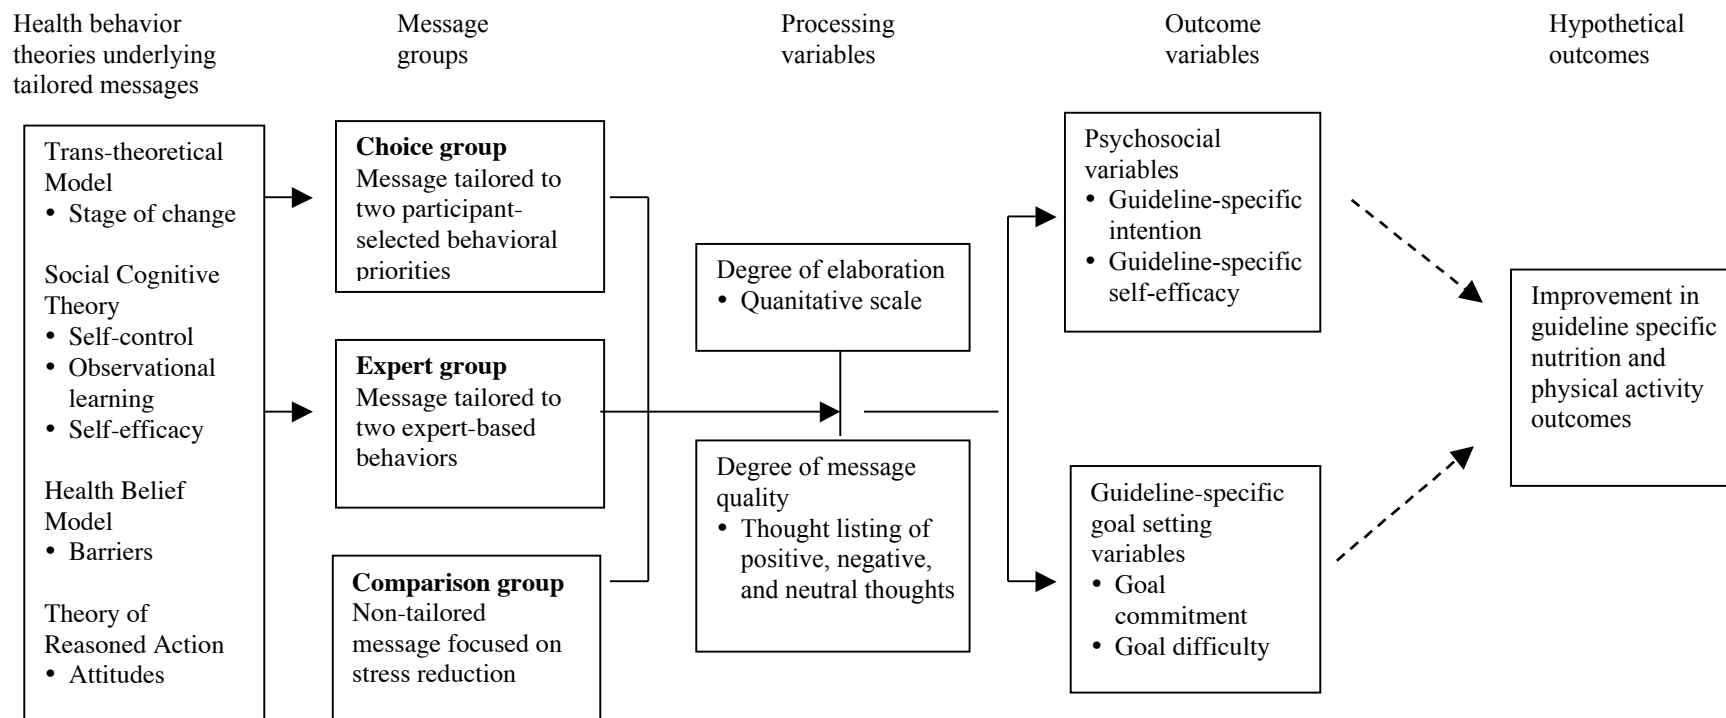 Health behavior
theories underlying
tailored messages
Message
groups
Processing
variables
Outcome
variables
Hypothetical
outcomes
Trans-theoretical
Model
• Stage of change
Social Cognitive
Theory
• Self-control
• Observational
learning
• Self-efficacy
Health Belief
Model
• Barriers
Theory of
Reasoned Action
• Attitudes
Choice group
Message tailored to
two participant-
selected behavioral
priorities
Expert group
Message tailored to
two expert-based
behaviors
Comparison group
Non-tailored
message focused on
stress reduction
Degree of elaboration
• Quanitative scale
Degree of message
quality
• Thought listing of
positive, negative,
and neutral thoughts
Psychosocial
variables
• Guideline-specific
intention
• Guideline-specific
self-efficacy
Guideline-specific
goal setting
variables
• Goal
commitment
• Goal difficulty
Improvement in
guideline specific
nutrition and
physical activity
outcomes